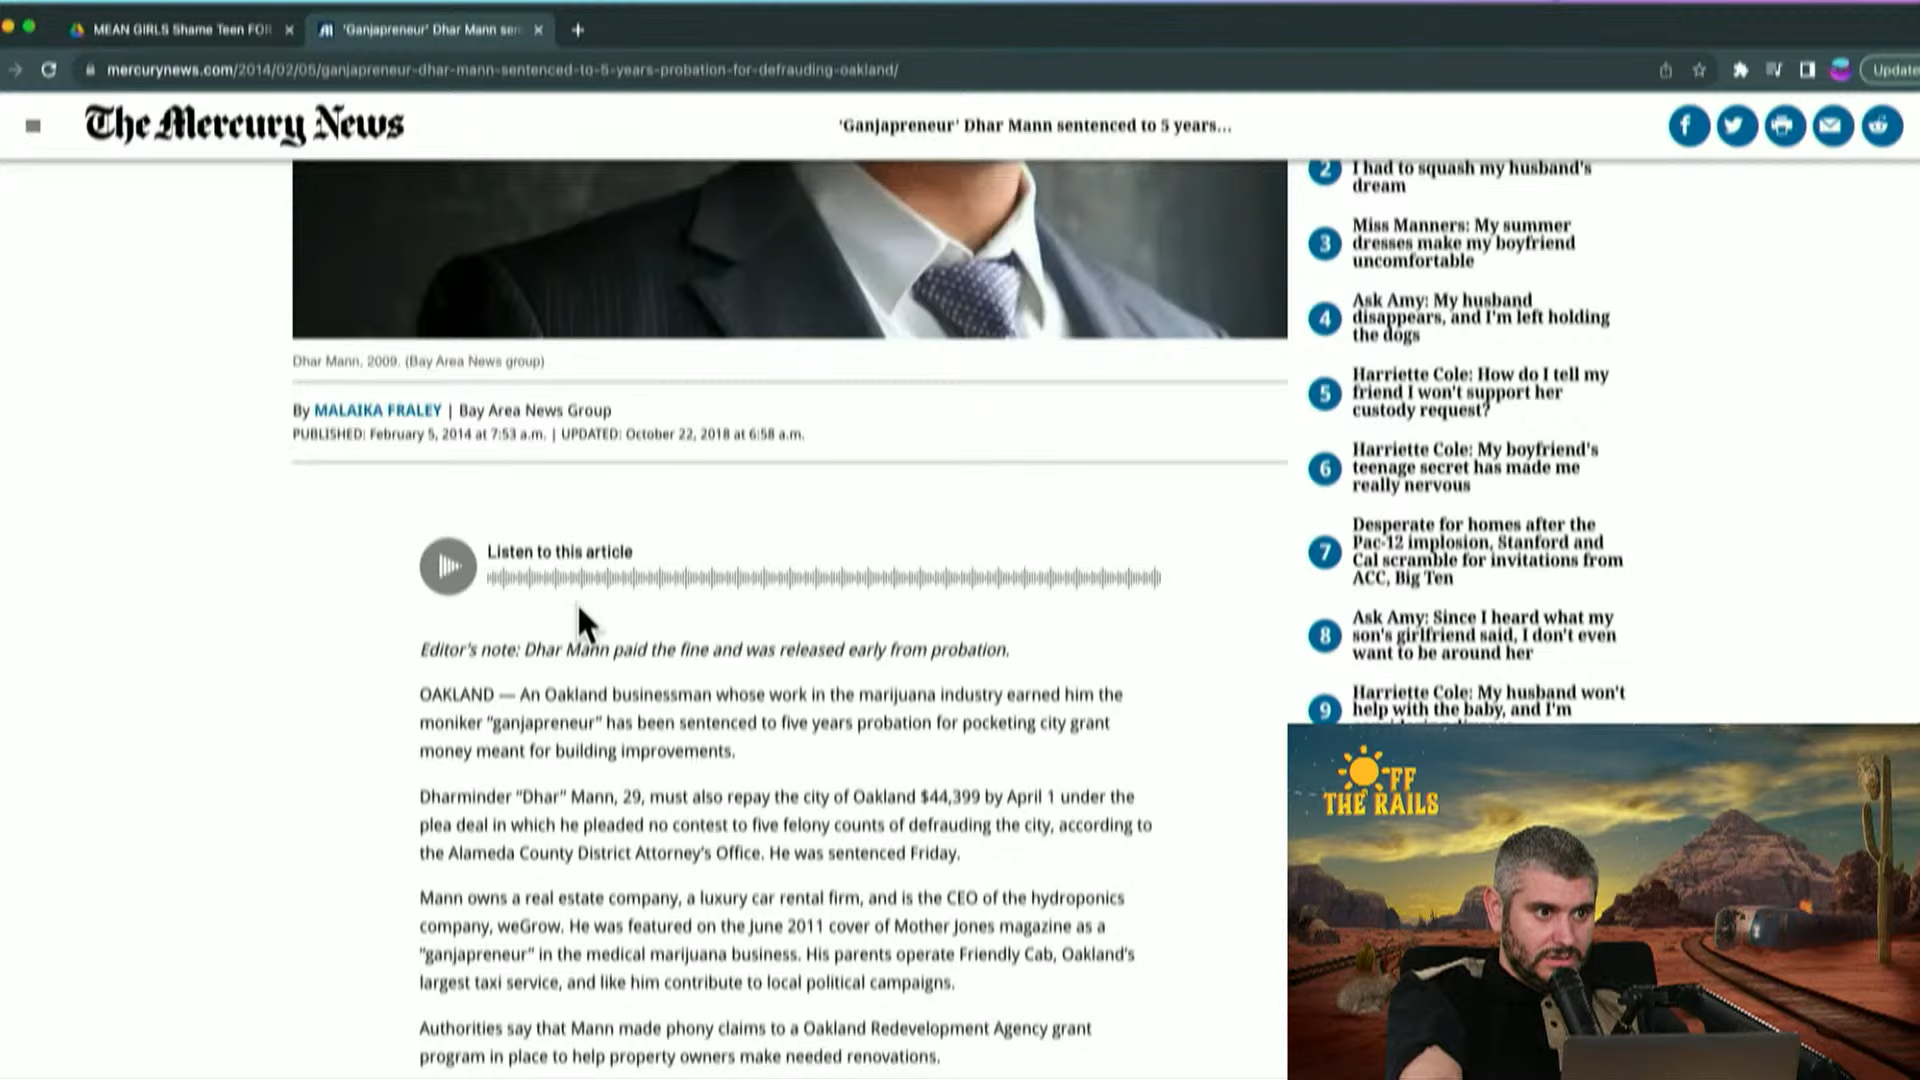 MEAN GIRLS Shame Teen FOR
'Ganjapreneur' Dhar Mann sen
mercurynews.com/2014/02/05/ganjapreneur-dhar-mann-sentenced-to-5-years-probation-for-defrauding-oakland/
Update
The Mercury News
'Ganjapreneur' Dhar Mann sentenced to 5 years...
Dhar Mann, 2009. (Bay Area News group)
By MALAIKA FRALEY | Bay Area News Group
PUBLISHED: February 5, 2014 at 7:53 a.m. | UPDATED: October 22, 2018 at 6:58 a.m.
Listen to this article
Editor's note: Dhar Mann paid the fine and was released early from probation.
OAKLAND — An Oakland businessman whose work in the marijuana industry earned him the
moniker "ganjapreneur" has been sentenced to five years probation for pocketing city grant
money meant for building improvements.
Dharminder "Dhar" Mann, 29, must also repay the city of Oakland $44,399 by April 1 under the
plea deal in which he pleaded no contest to five felony counts of defrauding the city, according to
the Alameda County District Attorney's Office. He was sentenced Friday.
Mann owns a real estate company, a luxury car rental firm, and is the CEO of the hydroponics
company, weGrow. He was featured on the June 2011 cover of Mother Jones magazine as a
"ganjapreneur" in the medical marijuana business. His parents operate Friendly Cab, Oakland's
largest taxi service, and like him contribute to local political campaigns.
Authorities say that Mann made phony claims to a Oakland Redevelopment Agency grant
program in place to help property owners make needed renovations.
2 I had to squash my husband's
dream
3 Miss Manners: My summer
dresses make my boyfriend
uncomfortable
4 Ask Amy: My husband
disappears, and I'm left holding
the dogs
5 Harriette Cole: How do I tell my
friend I won't support her
custody request?
6 Harriette Cole: My boyfriend's
teenage secret has made me
really nervous
7 Desperate for homes after the
Pac-12 implosion, Stanford and
Cal scramble for invitations from
ACC, Big Ten
8 Ask Amy: Since I heard what my
son's girlfriend said, I don't even
want to be around her
9 Harriette Cole: My husband won't
help with the baby, and I'm
OFF
THE RAILS